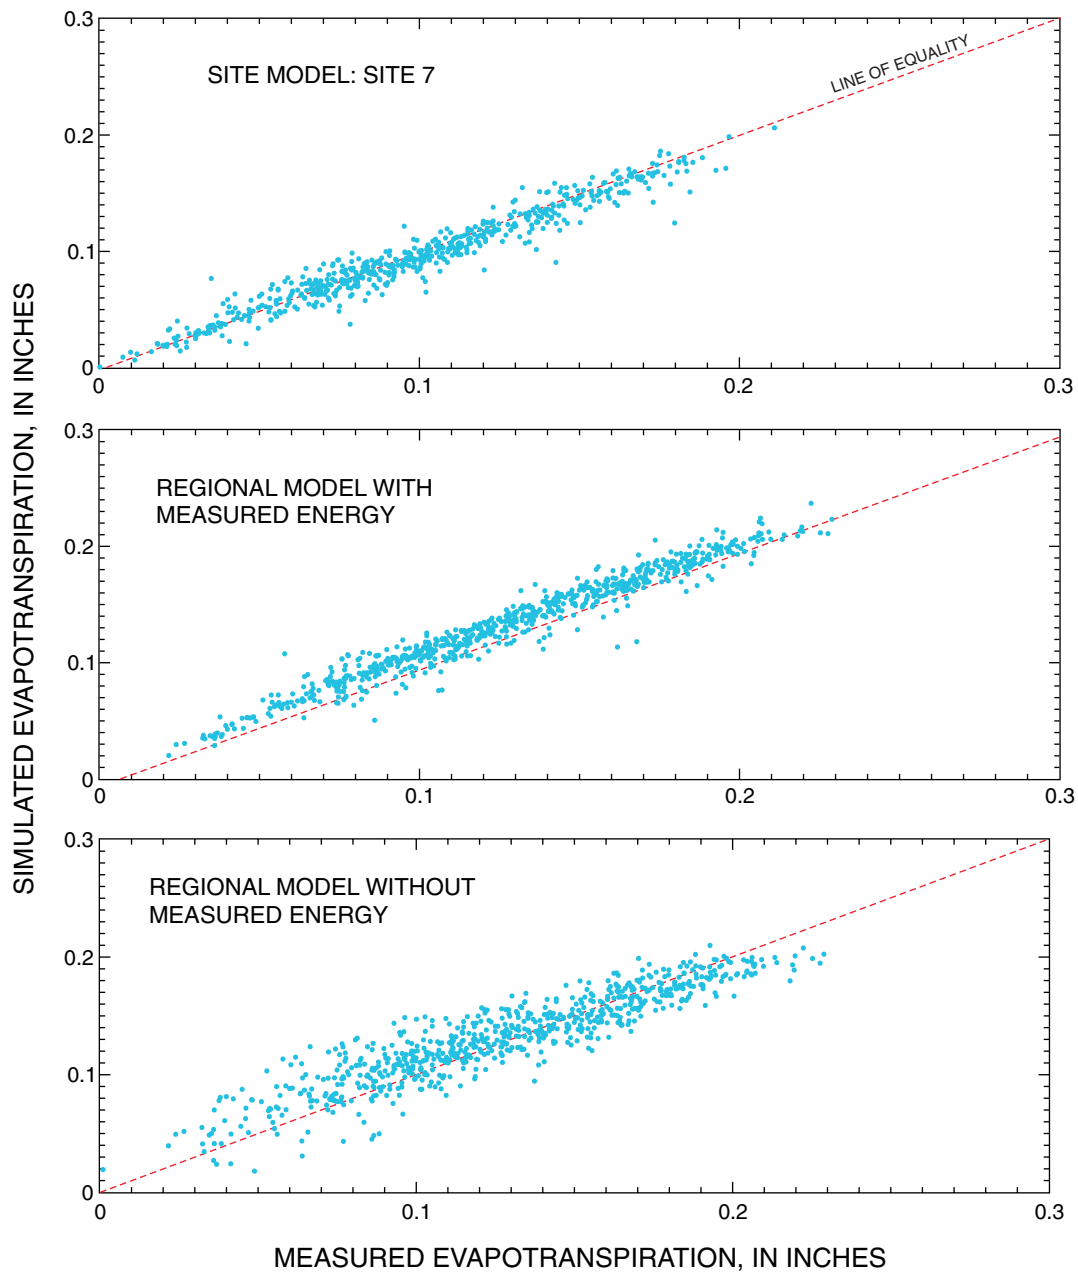 SIMULATED EVAPOTRANSPIRATION, IN INCHES
0.3
0.2
0.1
0
SITE MODEL: SITE 7
LINE OF EQUALITY
0 0.1 0.2 0.3
0.3
0.2
0.1
0
REGIONAL MODEL WITH
MEASURED ENERGY
0 0.1 0.2 0.3
0.3
0.2
0.1
0
REGIONAL MODEL WITHOUT
MEASURED ENERGY
0 0.1 0.2 0.3
MEASURED EVAPOTRANSPIRATION, IN INCHES